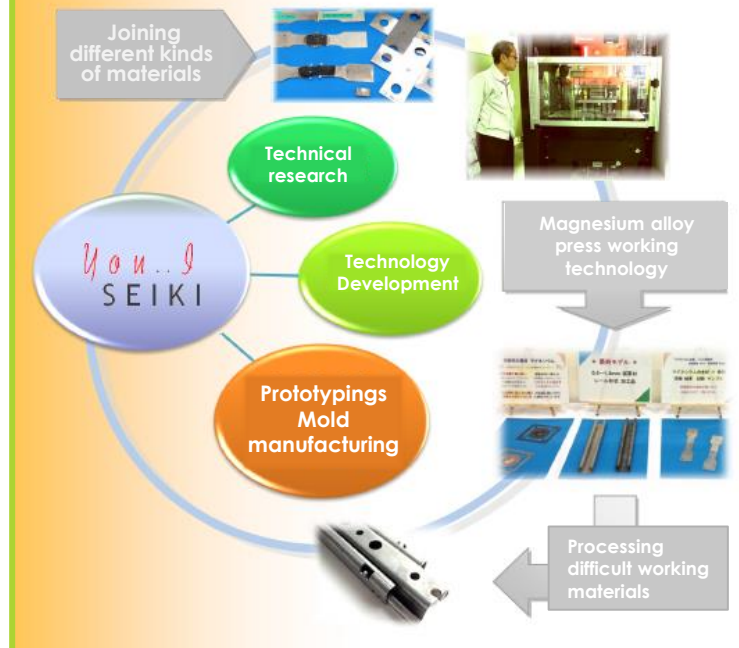 Joining
different kinds
of materials
Technical
research
You..I
SEIKI
Technology
Development
Prototypings
Mold
manufacturing
Magnesium alloy
press working
technology
Processing
difficult working
materials